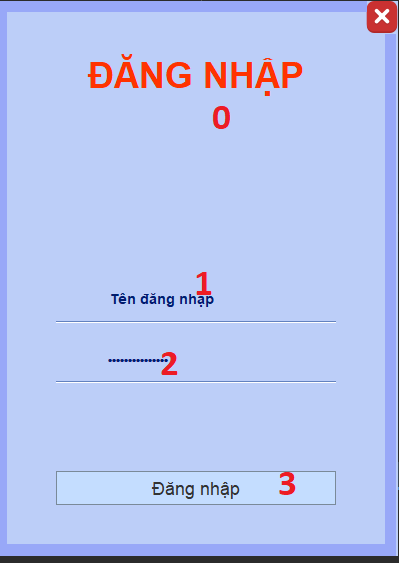 ĐĂNG NHẬP
0
1
Tên đăng nhập
2
Đăng nhập 3